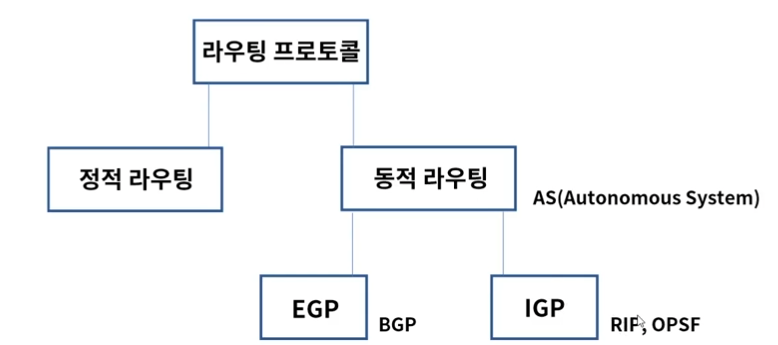 라우팅 프로토콜
정적 라우팅
동적 라우팅
AS(Autonomous System)
EGP
BGP
IGP
RIP, OPSF